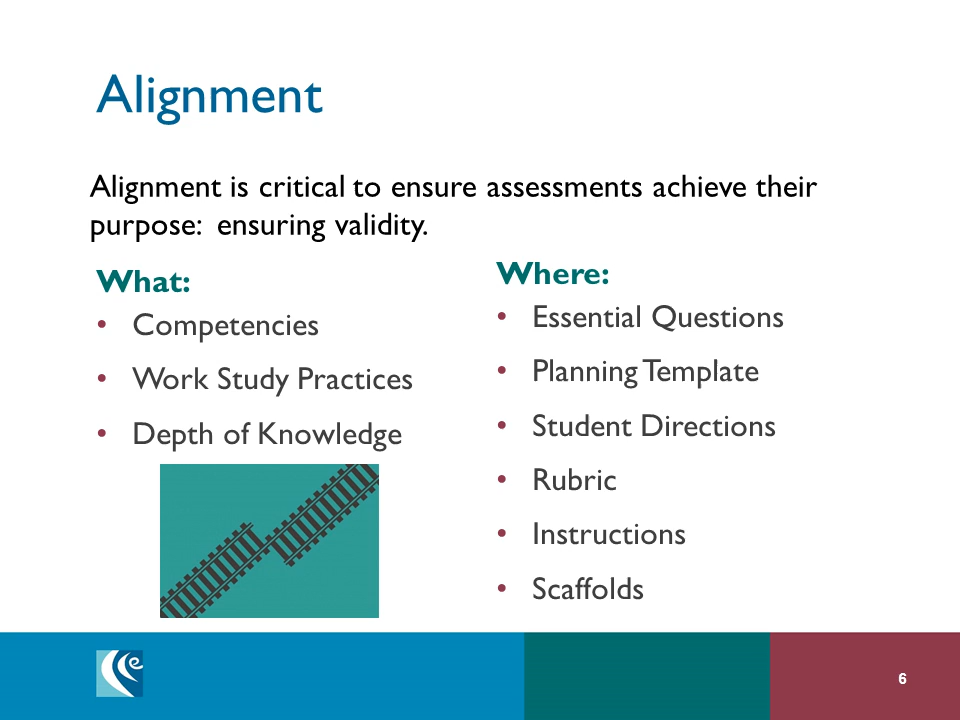 Alignment
Alignment is critical to ensure assessments achieve their
purpose:  ensuring validity.
What:
• Competencies
• Work Study Practices
• Depth of Knowledge
Where:
• Essential Questions
• Planning Template
• Student Directions
• Rubric
• Instructions
• Scaffolds
e
6